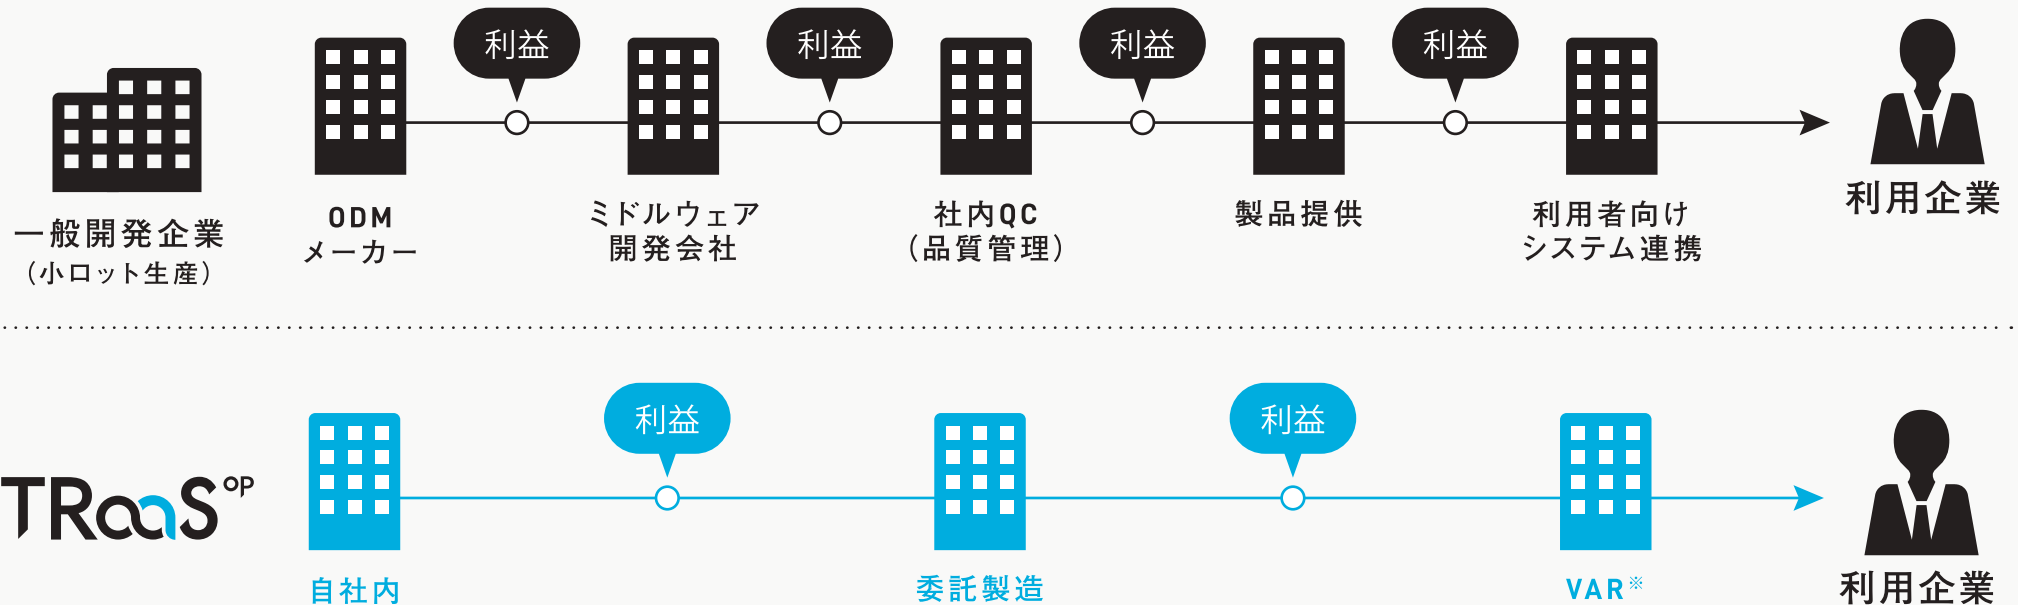 利益
利益
利益
利益
一般開発企業
（小ロット生産）
ODM
メーカー
ミドルウェア
開発会社
社内QC
（品質管理）
製品提供
利用者向け
システム連携
利用企業
利益
利益
TRaaS OP
自社内
委託製造
VAR※
利用企業